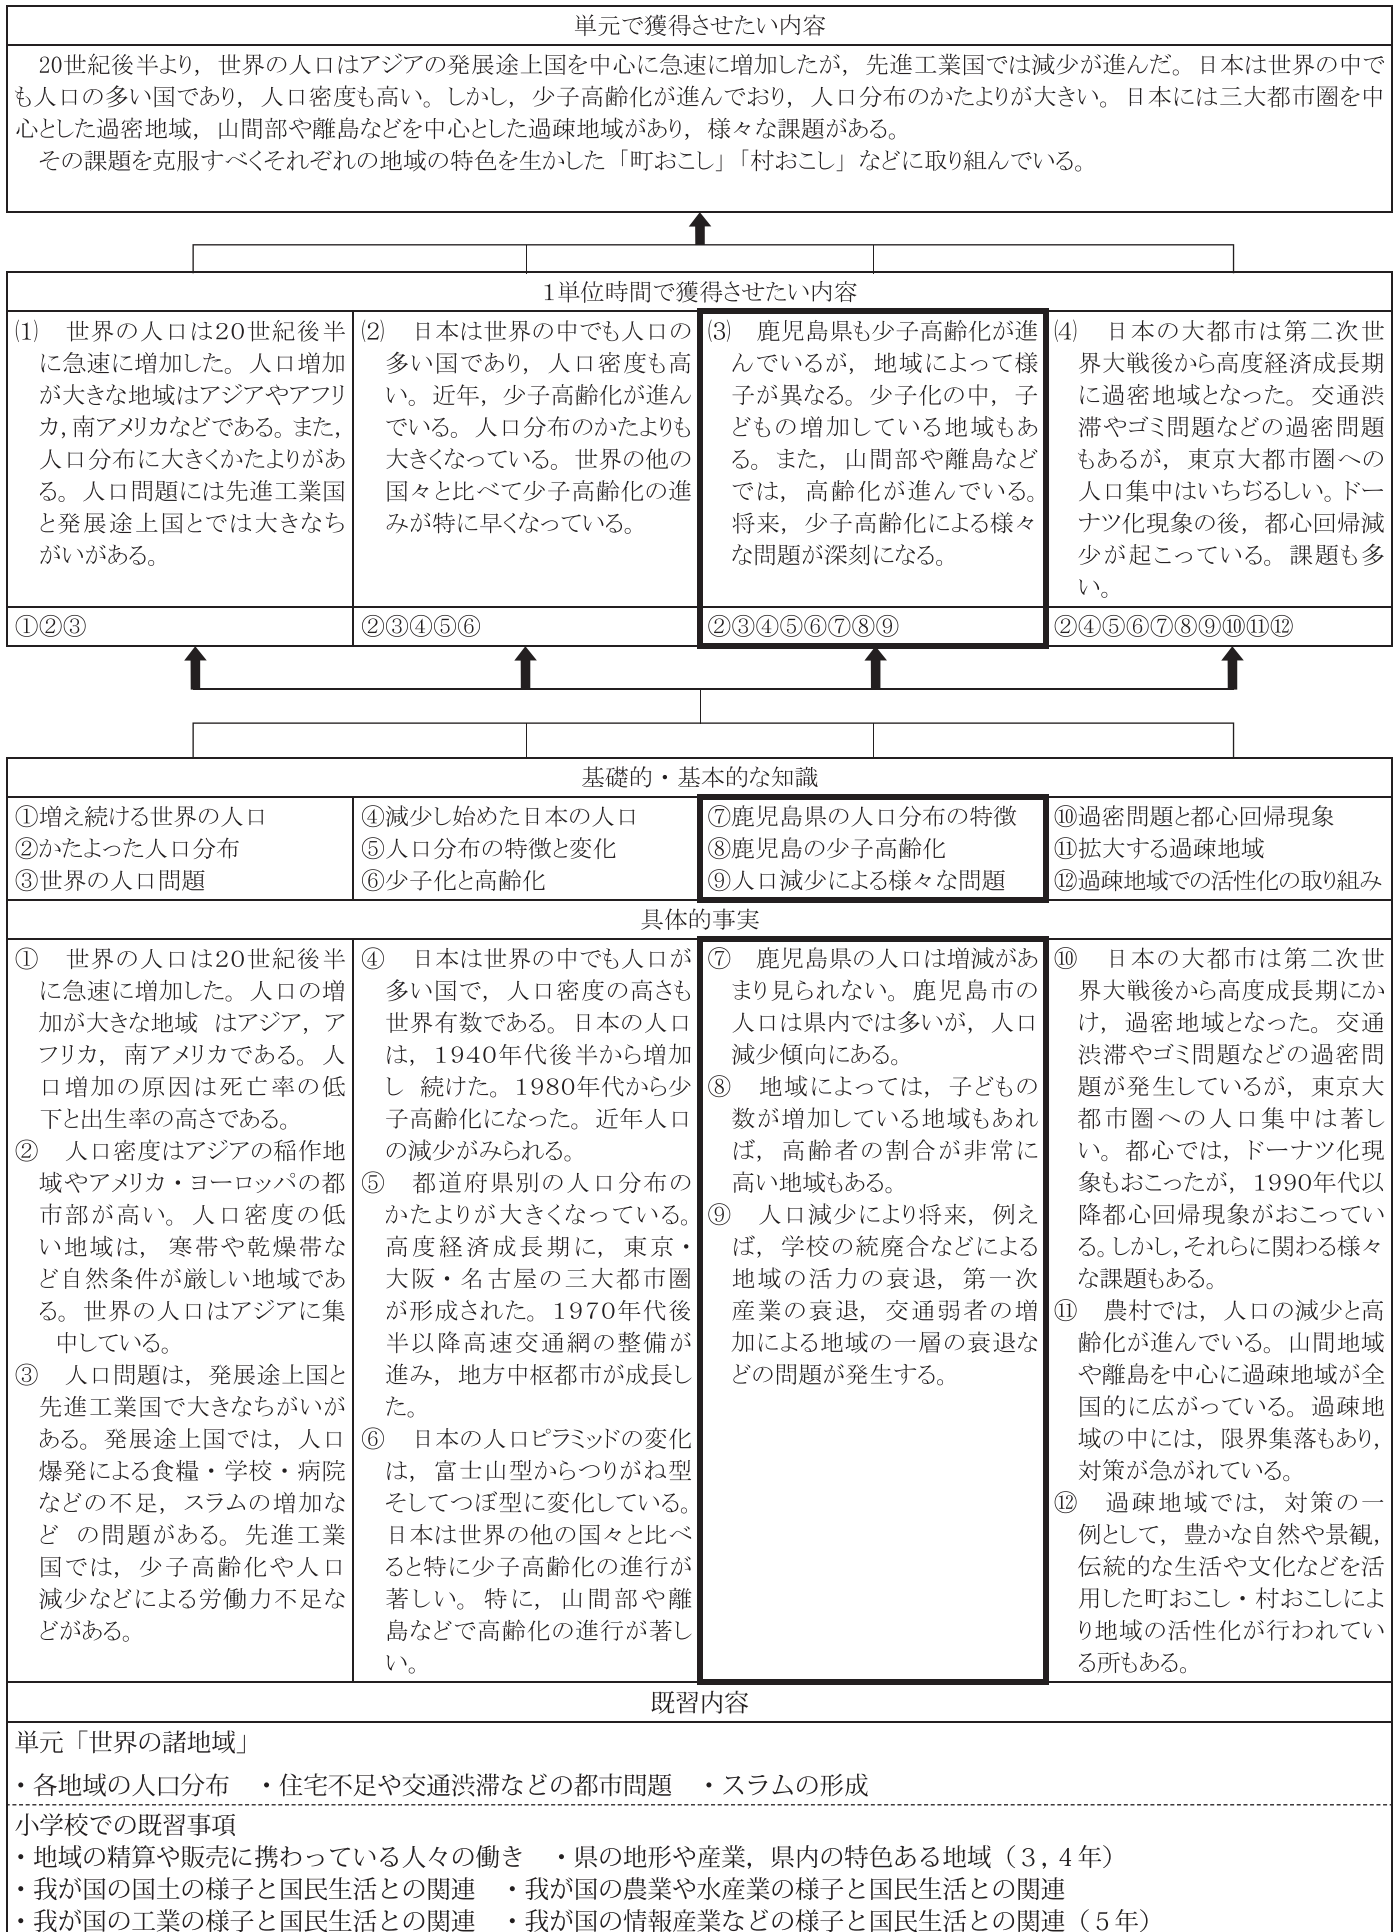 単元で獲得させたい内容
20世紀後半より，世界の人口はアジアの発展途上国を中心に急速に増加したが，先進工業国では減少が進んだ。日本は世界の中で
も人口の多い国であり，人口密度も高い。しかし，少子高齢化が進んでおり，人口分布のかたよりが大きい。日本には三大都市圏を中
心とした過密地域，山間部や離島などを中心とした過疎地域があり，様々な課題がある。
その課題を克服すべくそれぞれの地域の特色を生かした「町おこし」「村おこし」などに取り組んでいる。
1単位時間で獲得させたい内容
⑴　世界の人口は20世紀後半
に急速に増加した。人口増加
が大きな地域はアジアやアフリ
カ,南アメリカなどである。また，
人口分布に大きくかたよりがあ
る。人口問題には先進工業国
と発展途上国とでは大きなち
がいがある。
①②③
⑵　日本は世界の中でも人口の
多い国であり，人口密度も高
い。近年，少子高齢化が進ん
でいる。人口分布のかたよりも
大きくなっている。世界の他の
国々と比べて少子高齢化の進
みが特に早くなっている。
②③④⑤⑥
⑶　鹿児島県も少子高齢化が進
んでいるが，地域によって様
子が異なる。少子化の中，子
どもの増加している地域もあ
る。また，山間部や離島など
では，高齢化が進んでいる。
将来，少子高齢化による様々
な問題が深刻になる。
②③④⑤⑥⑦⑧⑨
⑷　日本の大都市は第二次世
界大戦後から高度経済成長期
に過密地域となった。交通渋
滞やゴミ問題などの過密問題
もあるが，東京大都市圏への
人口集中はいちぢるしい。ドー
ナツ化現象の後，都心回帰減
少が起こっている。課題も多
い。
②④⑤⑥⑦⑧⑨⑩⑪⑫
基礎的・基本的な知識
①増え続ける世界の人口
②かたよった人口分布
③世界の人口問題
④減少し始めた日本の人口
⑤人口分布の特徴と変化
⑥少子化と高齢化
⑦鹿児島県の人口分布の特徴
⑧鹿児島の少子高齢化
⑨人口減少による様々な問題
⑩過密問題と都心回帰現象
⑪拡大する過疎地域
⑫過疎地域での活性化の取り組み
具体的事実
①　世界の人口は20世紀後半
に急速に増加した。人口の増
加が大きな地域 はアジア，ア
フリカ，南アメリカである。人
口増加の原因は死亡率の低
下と出生率の高さである。
②　人口密度はアジアの稲作地
域やアメリカ・ヨーロッパの都
市部が高い。人口密度の低
い地域は，寒帯や乾燥帯な
ど自然条件が厳しい地域であ
る。世界の人口はアジアに集
中している。
③　人口問題は，発展途上国と
先進工業国で大きなちがいが
ある。発展途上国では，人口
爆発による食糧・学校・病院
などの不足，スラムの増加な
ど の問題がある。先進工業
国では，少子高齢化や人口
減少などによる労働力不足な
どがある。
④　日本は世界の中でも人口が
多い国で，人口密度の高さも
世界有数である。日本の人口
は，1940年代後半から増加
し 続けた。1980年代から少
子高齢化になった。近年人口
の減少がみられる。
⑤　都道府県別の人口分布の
かたよりが大きくなっている。
高度経済成長期に，東京・
大阪・名古屋の三大都市圏
が形成された。1970年代後
半以降高速交通網の整備が
進み，地方中枢都市が成長し
た。
⑥　日本の人口ピラミッドの変化
は，富士山型からつりがね型
そしてつぼ型に変化している。
日本は世界の他の国々と比べ
ると特に少子高齢化の進行が
著しい。特に，山間部や離
島などで高齢化の進行が著し
い。
⑦　鹿児島県の人口は増減があ
まり見られない。鹿児島市の
人口は県内では多いが，人口
減少傾向にある。
⑧　地域によっては，子どもの
数が増加している地域もあれ
ば，高齢者の割合が非常に
高い地域もある。
⑨　人口減少により将来，例え
ば，学校の統廃合などによる
地域の活力の衰退，第一次
産業の衰退，交通弱者の増
加による地域の一層の衰退な
どの問題が発生する。
⑩　日本の大都市は第二次世
界大戦後から高度成長期にか
け，過密地域となった。交通
渋滞やゴミ問題などの過密問
題が発生しているが，東京大
都市圏への人口集中は著し
い。都心では，ドーナツ化現
象もおこったが，1990年代以
降都心回帰現象がおこってい
る。しかし,それらに関わる様々
な課題もある。
⑪　農村では，人口の減少と高
齢化が進んでいる。山間地域
や離島を中心に過疎地域が全
国的に広がっている。過疎地
域の中には，限界集落もあり，
対策が急がれている。
⑫　過疎地域では，対策の一
例として，豊かな自然や景観，
伝統的な生活や文化などを活
用した町おこし・村おこしによ
り地域の活性化が行われてい
る所もある。
既習内容
単元「世界の諸地域」
・各地域の人口分布　・住宅不足や交通渋滞などの都市問題　・スラムの形成
小学校での既習事項
・地域の精算や販売に携わっている人々の働き　・県の地形や産業，県内の特色ある地域（３,４年）
・我が国の国土の様子と国民生活との関連　・我が国の農業や水産業の様子と国民生活との関連
・我が国の工業の様子と国民生活との関連　・我が国の情報産業などの様子と国民生活との関連（５年）